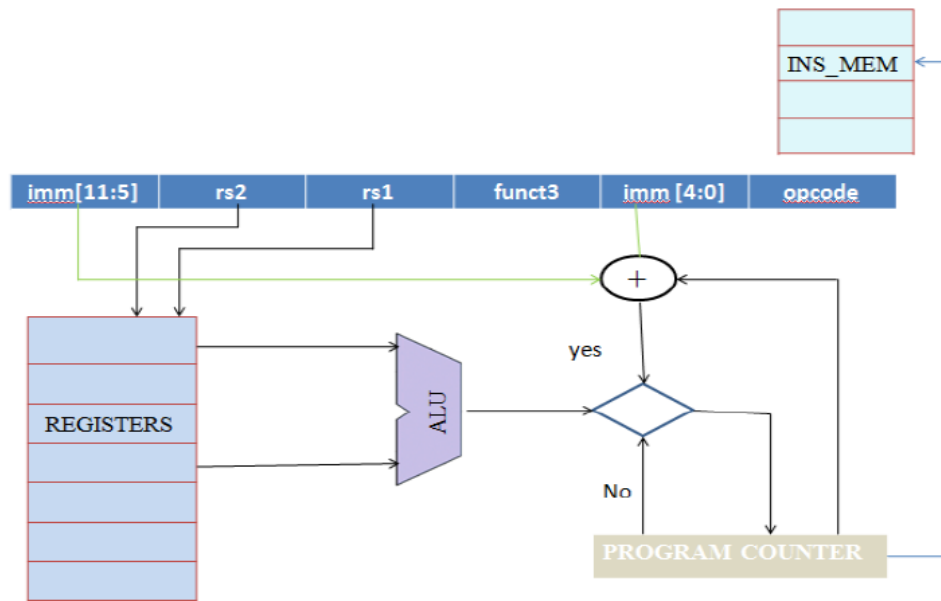 INS_MEM
imm[11:5] rs2 rs1 funct3 imm [4:0] opcode
+
yes
ALU
REGISTERS
No
PROGRAM COUNTER